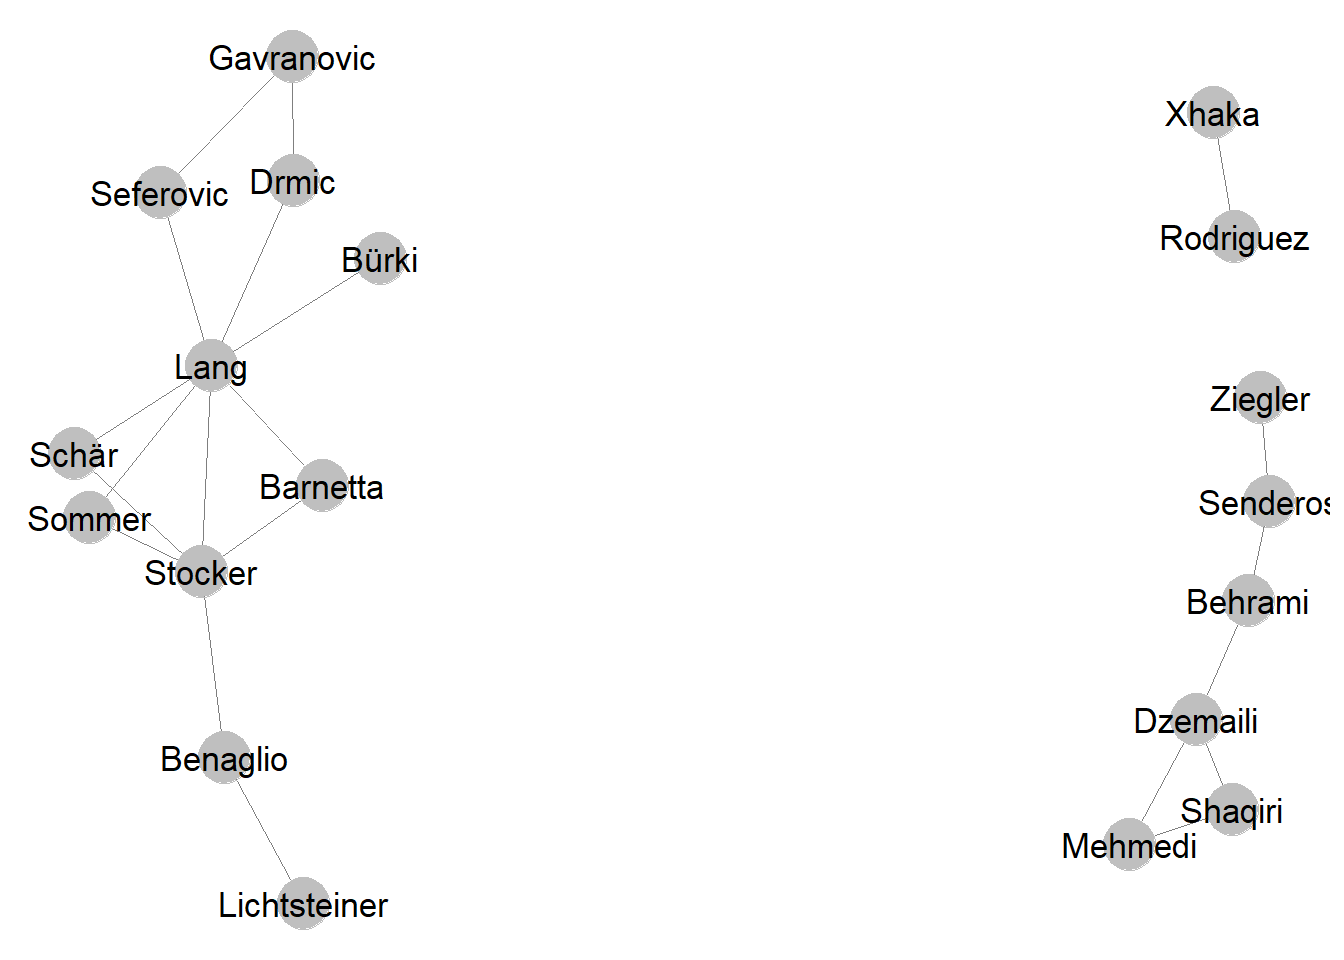 Gavranovic
Xhaka
Seferovic
Drmic
Bürki
Rodriguez
Lang
Ziegler
Schär
Barnetta
Senderos
Sommer
Stocker
Behrami
Dzemaili
Benaglio
Shaqiri
Mehmedi
Lichtsteiner